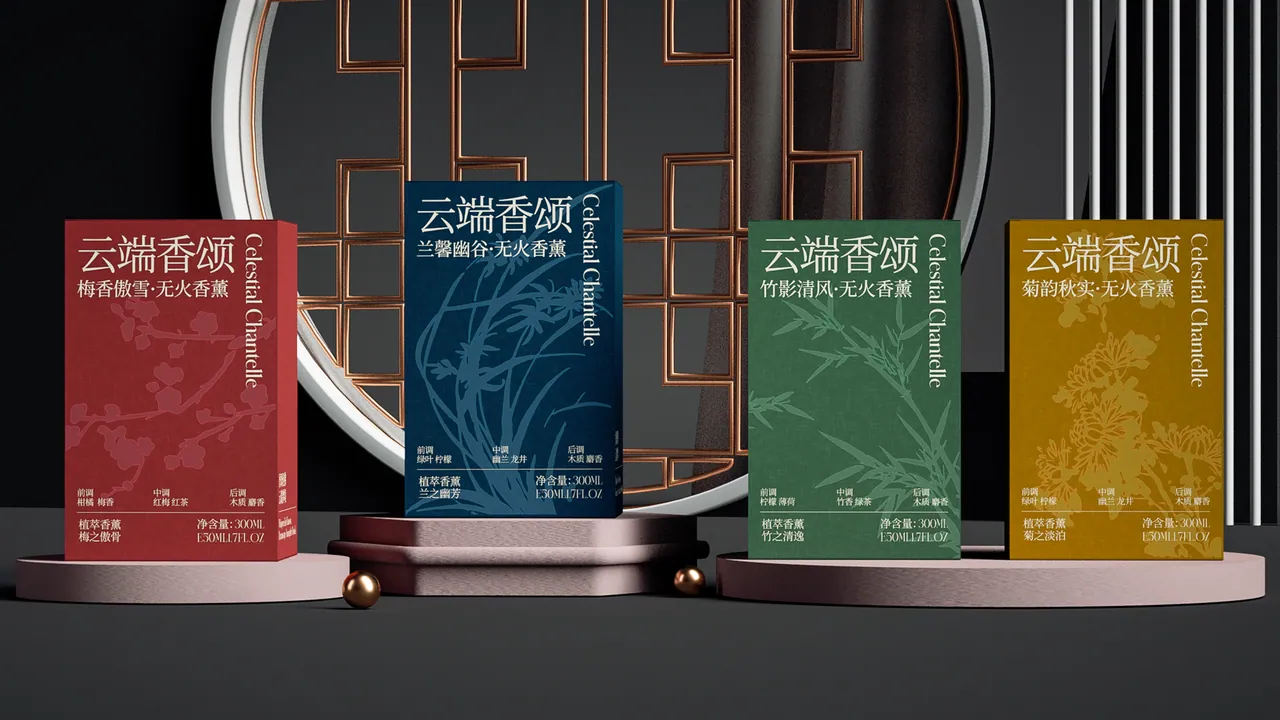 云端香颂
梅香傲雪·无火香薰
Celestial Chantelle
前调
柑橘 梅香
中调
红梅 红茶
后调
木质 麝香
植萃香薰
梅之傲骨
净含量：300ML
E50ML1.7FL.OZ
云端香颂
兰馨幽谷·无火香薰
Celestial Chantelle
前调
绿叶 柠檬
中调
幽兰 龙井
后调
木质 麝香
植萃香薰
兰之幽芳
净含量：300ML
E50ML1.7FL.OZ
云端香颂
竹影清风·无火香薰
Celestial Chantelle
前调
柠檬 薄荷
中调
竹香 绿茶
后调
木质 麝香
植萃香薰
竹之清逸
净含量：300ML
E50ML1.7FL.OZ
云端香颂
菊韵秋实·无火香薰
Celestial Chantelle
前调
绿叶 柠檬
中调
幽兰 龙井
后调
木质 麝香
植萃香薰
菊之淡泊
净含量：300ML
E50ML1.7FL.OZ